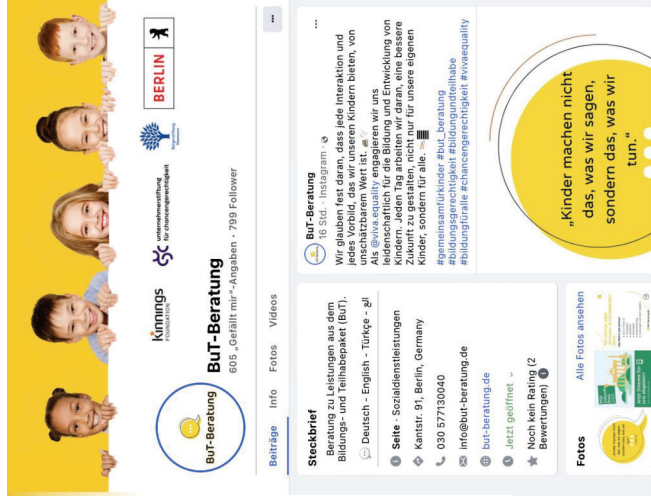 Kinnings
FOUNDATION
unternehmerstiftung
für chancengerechtigkeit
BERLIN
BuT-Beratung
BuT-Beratung
605 „Gefällt mir“-Angaben • 799 Follower
Beiträge
Info
Fotos
Videos
Steckbrief
Beratung zu Leistungen aus dem
Bildungs- und Teilhabepaket (BuT).
Deutsch – English – Türkçe – الع
Seite · Sozialdienstleistungen
Kantstr. 91, Berlin, Germany
030 577130040
info@but-beratung.de
but-beratung.de
Jetzt geöffnet
Noch kein Rating (2
Bewertungen)
Fotos
Alle Fotos ansehen
BuT-Beratung
16 Std. · Instagram ·
Wir glauben fest daran, dass jede Interaktion und
jedes Vorbild, das wir unseren Kindern bieten, von
unschätzbarem Wert ist.
Als @viva.equality engagieren wir uns
leidenschaftlich für die Bildung und Entwicklung von
Kindern. Jeden Tag arbeiten wir daran, eine bessere
Zukunft zu gestalten, nicht nur für unsere eigenen
Kinder, sondern für alle.
#gemeinsamfürkinder #but_beratung
#bildungsgerechtigkeit #bildungundteilhabe
#bildungfüralle #chancengerechtigkeit #vivaequality
„Kinder machen nicht
das, was wir sagen,
sondern das, was wir
tun.“